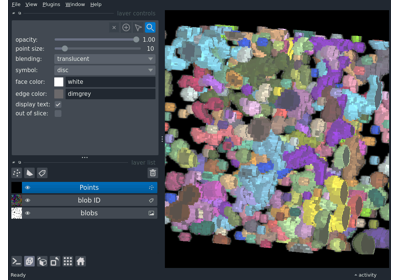 File View Plugins Window Help
layer controls
opacity: 1.00
point size: 10
blending: translucent
symbol: disc
face color: white
edge color: dimgrey
display text:
out of slice:
layer list
Points
blob ID
blobs
Ready
activity